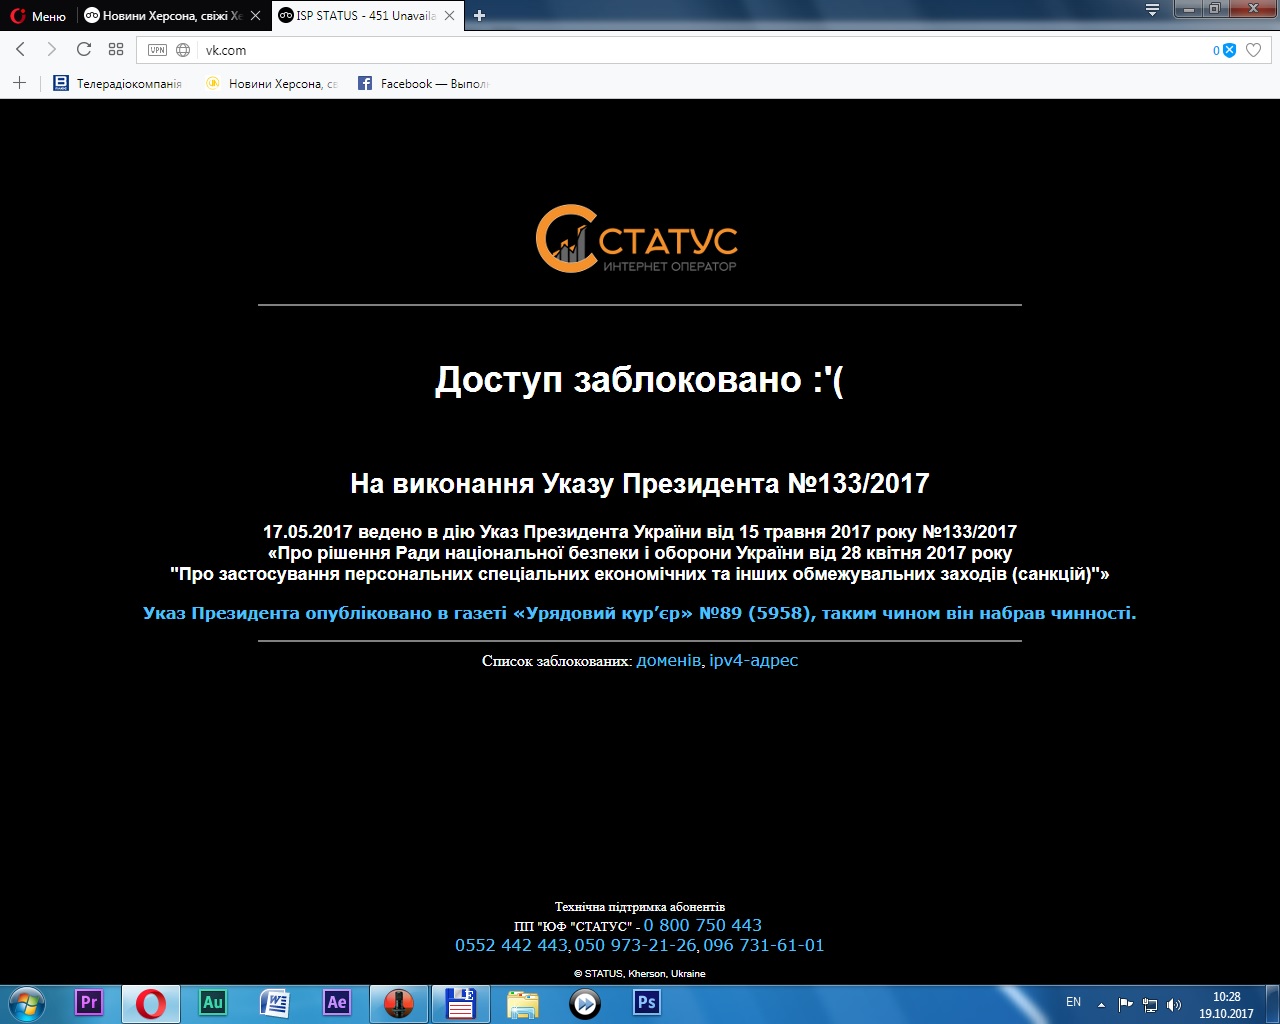 Меню
Новини Херсона, свіжі Хе
ISP STATUS - 451 Unavaila
VPN
vk.com
0
Телерадіокомпанія
Новини Херсона, св
Facebook — Выполн
СТАТУС
ИНТЕРНЕТ ОПЕРАТОР
Доступ заблоковано :'(
На виконання Указу Президента №133/2017
17.05.2017 ведено в дію Указ Президента України від 15 травня 2017 року №133/2017
«Про рішення Ради національної безпеки і оборони України від 28 квітня 2017 року
"Про застосування персональних спеціальних економічних та інших обмежувальних заходів (санкцій)"»
Указ Президента опубліковано в газеті «Урядовий кур’єр» №89 (5958), таким чином він набрав чинності.
Список заблокованих: доменів, ipv4-адрес
Технічна підтримка абонентів
ПП "ЮФ "СТАТУС" - 0 800 750 443
0552 442 443, 050 973-21-26, 096 731-61-01
© STATUS, Kherson, Ukraine
Pr
Au
W
Ae
Ps
EN
10:28
19.10.2017